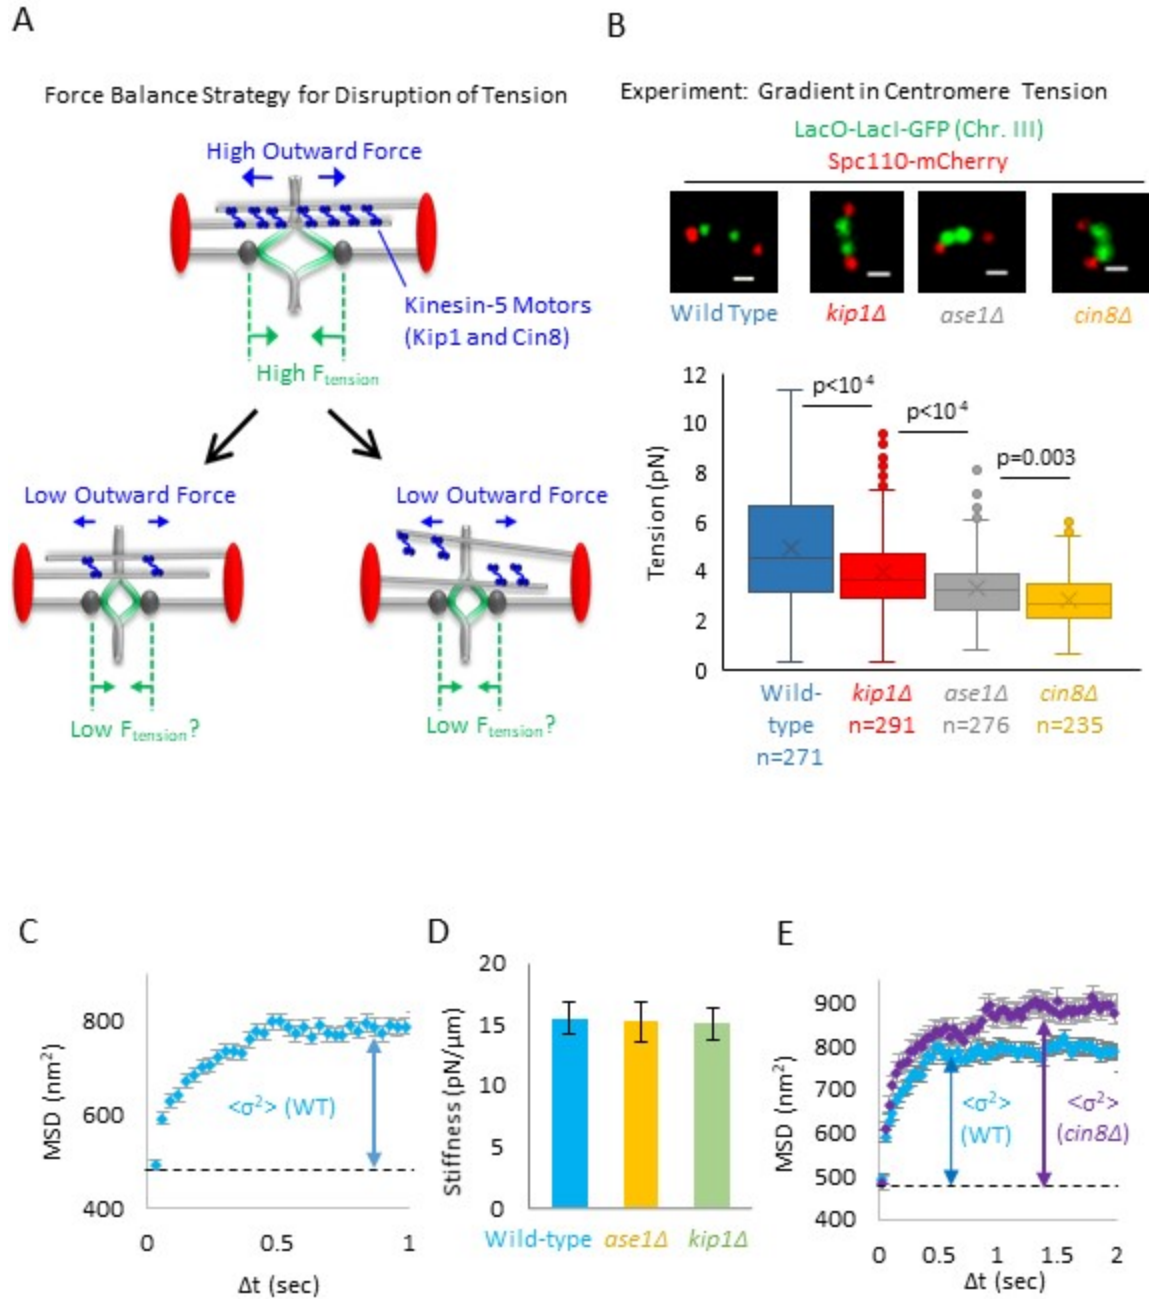 A
Force Balance Strategy for Disruption of Tension
High Outward Force
Kinesin-5 Motors
(Kip1 and Cin8)
High Ftension
Low Outward Force
Low Outward Force
Low Ftension?
Low Ftension?
B
Experiment: Gradient in Centromere Tension
LacO-LacI-GFP (Chr. III)
Spc110-mCherry
Wild Type
kip1Δ
ase1Δ
cin8Δ
12
10
8
6
4
2
0
Tension (pN)
p<10-4
p<10-4
p=0.003
Wild-
type
n=271
kip1Δ
n=291
ase1Δ
n=276
cin8Δ
n=235
C
800
600
400
MSD (nm2)
<σ2> (WT)
0
0.5
1
Δt (sec)
D
20
15
10
5
0
Stiffness (pN/μm)
Wild-type
ase1Δ
kip1Δ
E
900
800
700
600
500
400
MSD (nm2)
<σ2>
(WT)
<σ2>
(cin8Δ)
0
0.5
1
1.5
2
Δt (sec)